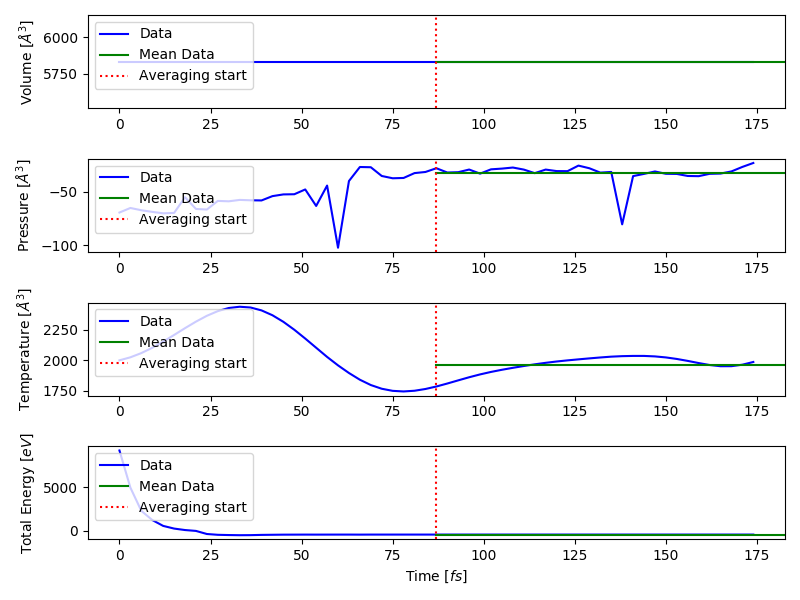 Volume [Å³]
6000
5750
Data
Mean Data
Averaging start
0 25 50 75 100 125 150 175
Pressure [Å³]
−50
−100
Data
Mean Data
Averaging start
0 25 50 75 100 125 150 175
Temperature [Å³]
2250
2000
1750
Data
Mean Data
Averaging start
0 25 50 75 100 125 150 175
Total Energy [eV]
5000
0
Data
Mean Data
Averaging start
0 25 50 75 100 125 150 175
Time [fs]